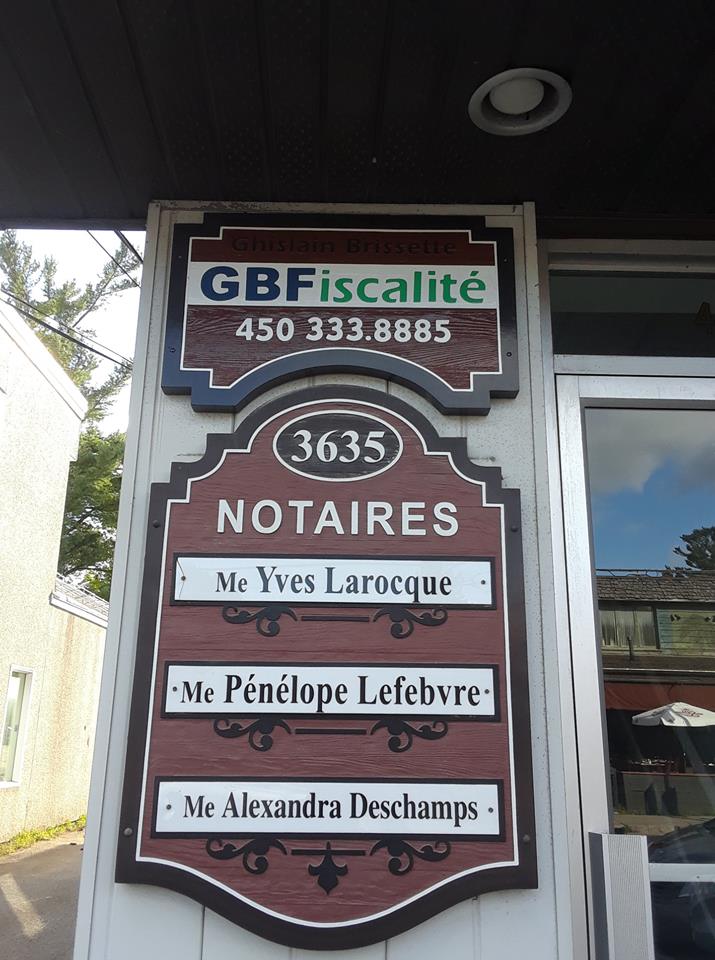 Ghislain Brissette
GBFiscalité
450 333.8885
3635
NOTAIRES
Me Yves Larocque
Me Pénélope Lefebvre
Me Alexandra Deschamps